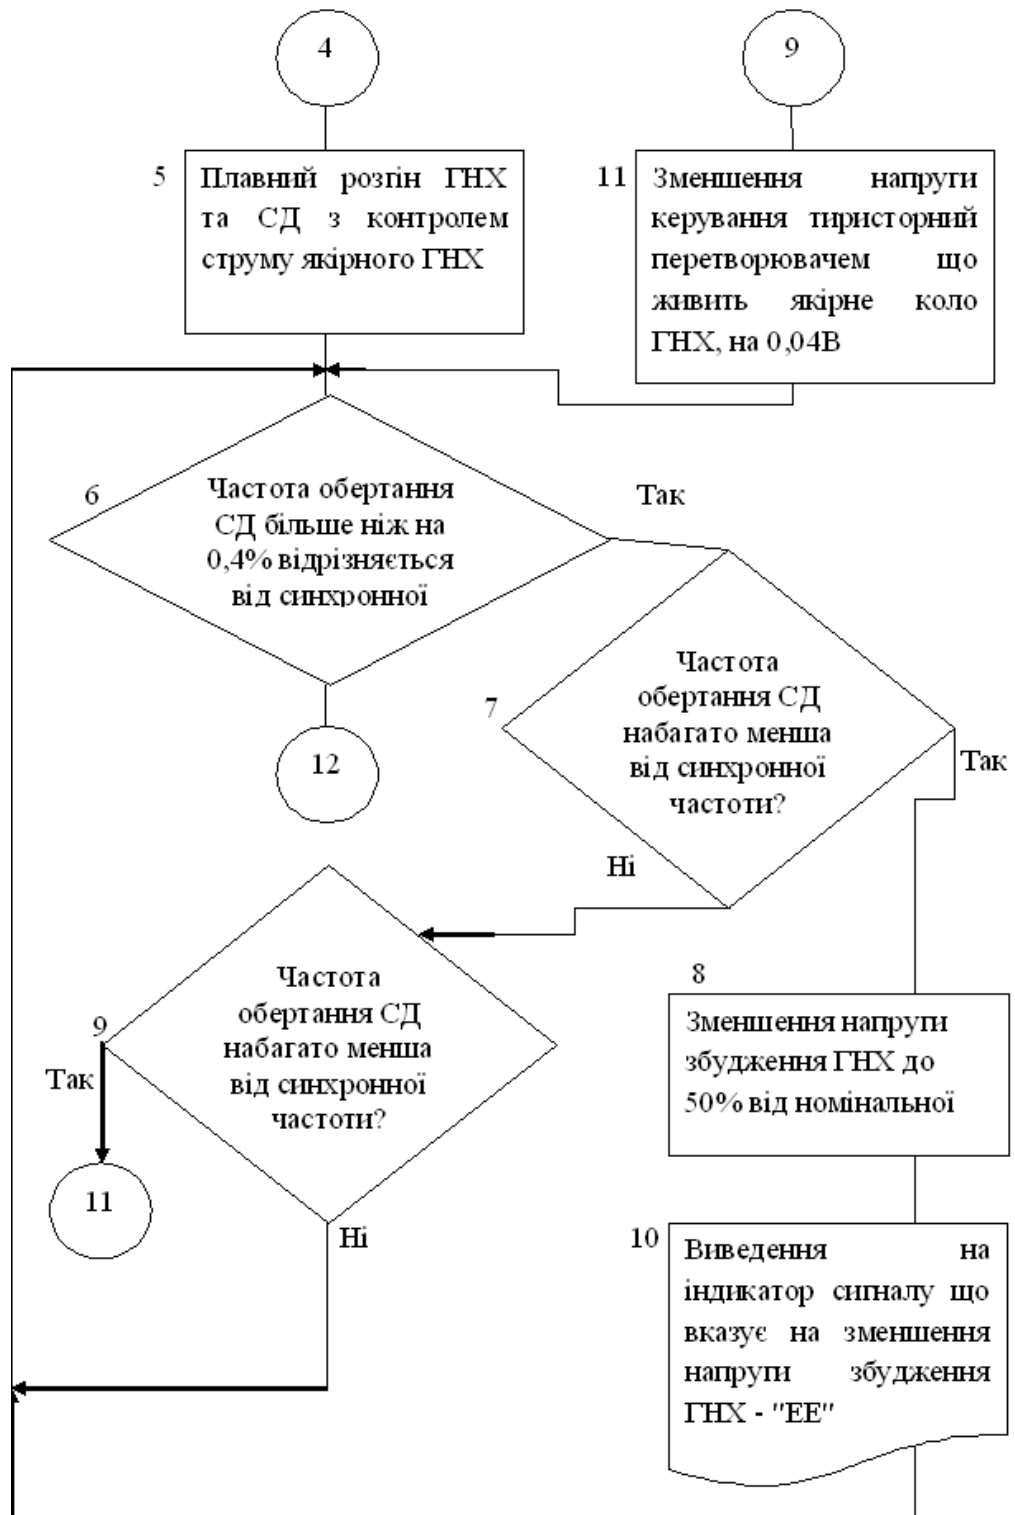 4
9
5
Плавний розгін ГНХ
та СД з контролем
струму якірного ГНХ
11
Зменшення напруги
керування тиристорний
перетворювачем що
живить якірне коло
ГНХ, на 0,04В
6
Частота обертання
СД більше ніж на
0,4% відрізняється
від синхронної
Так
7
Частота
обертання СД
набагато менша
від синхронної
частоти?
Так
12
Ні
9
Частота
обертання СД
набагато менша
від синхронної
частоти?
Так
11
Ні
8
Зменшення напруги
збудження ГНХ до
50% від номінальної
10
Виведення на
індикатор сигналу що
вказує на зменшення
напруги збудження
ГНХ - "ЕЕ"